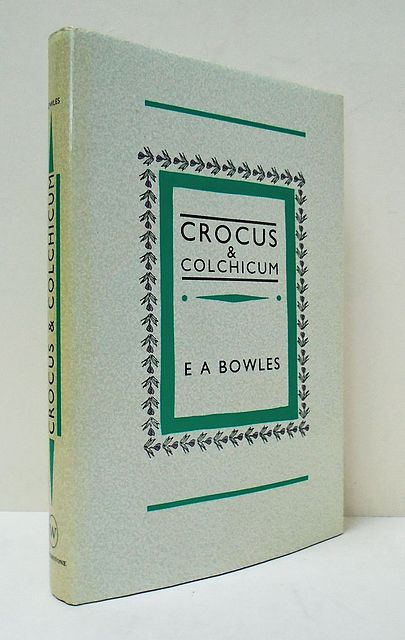 CROCUS
&
COLCHICUM
E A BOWLES
CROCUS & COLCHICUM
W